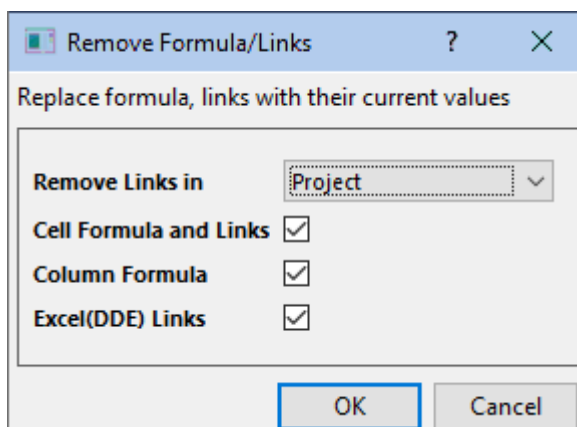 Remove Formula/Links ?
Replace formula, links with their current values
Remove Links in Project
Cell Formula and Links
Column Formula
Excel(DDE) Links
OK Cancel